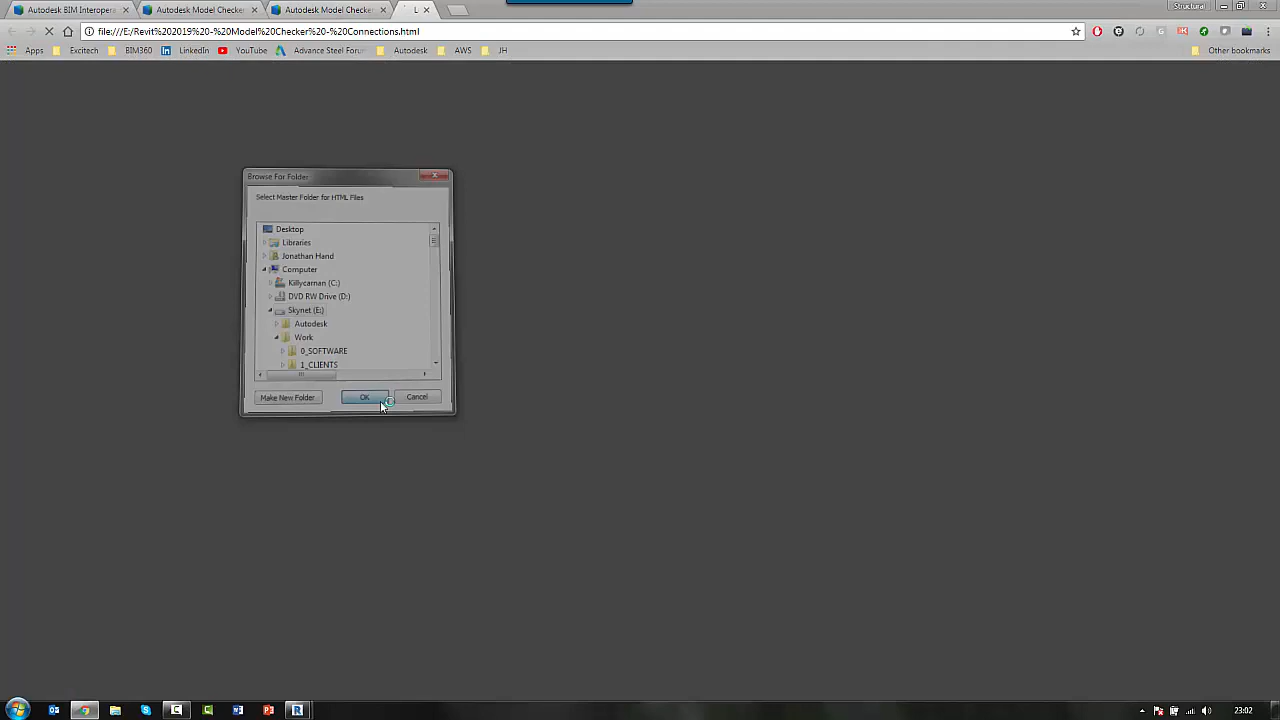 Autodesk BIM Interopera
Autodesk Model Checker
Autodesk Model Checker
L
Structural
file:///E:/Revit%202019%20-%20Model%20Checker%20-%20Connections.html
Apps
Excitech
BIM360
LinkedIn
YouTube
Advance Steel Forum
Autodesk
AWS
JH
Other bookmarks
Browse For Folder
Select Master Folder for HTML Files
Desktop
Libraries
Jonathan Hand
Computer
Killycarnan (C:)
DVD RW Drive (D:)
Skynet (E:)
Autodesk
Work
0_SOFTWARE
1_CLIENTS
Make New Folder
OK
Cancel
23:02